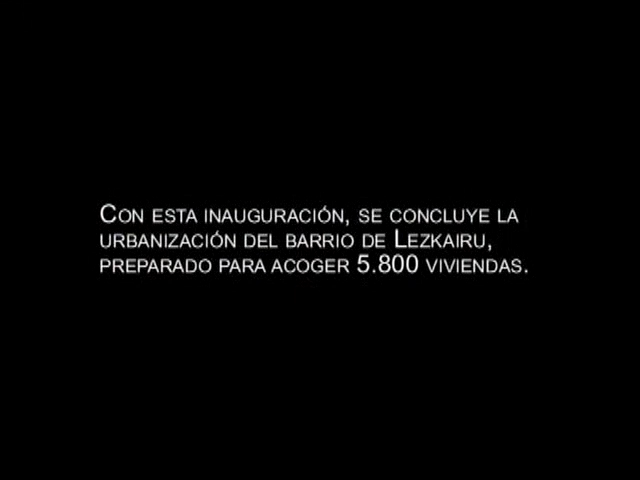 Con esta inauguración, se concluye la
urbanización del barrio de Lezkairu,
preparado para acoger 5.800 viviendas.